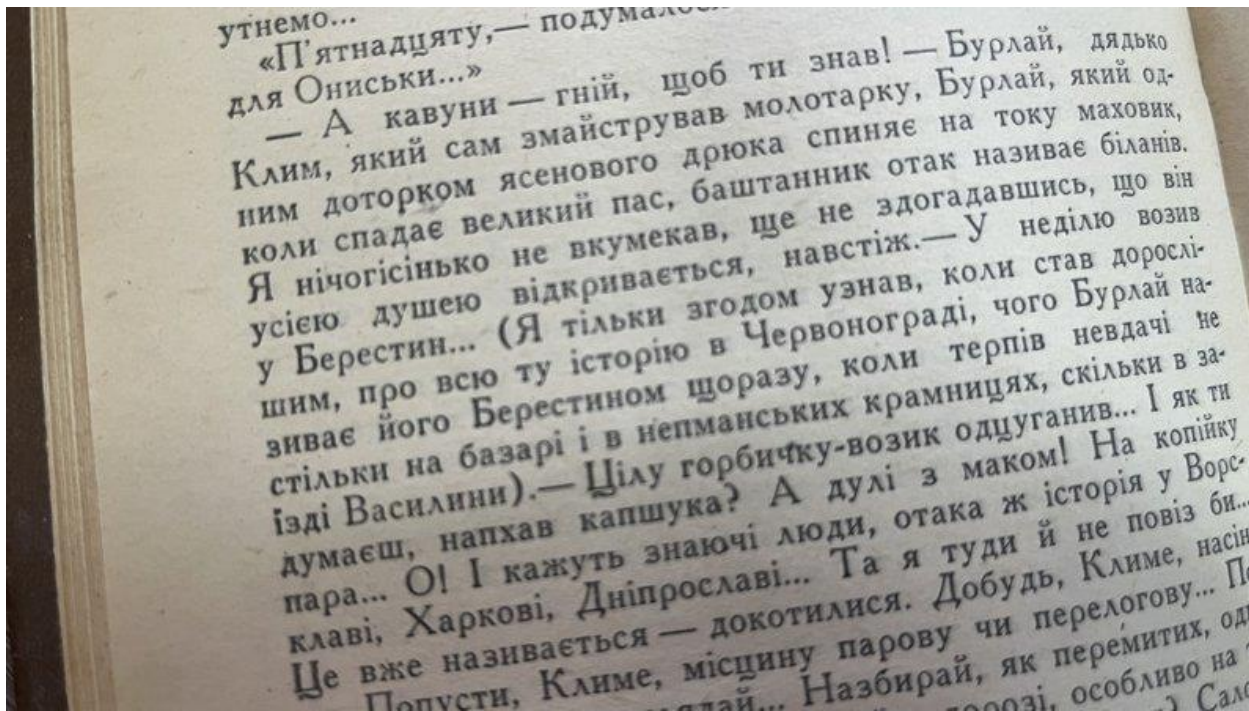 утнемо...
«П'ятнадцяту,— подумалося
для Ониськи...»
— А кавуни — гній, щоб ти знав! — Бурлай, дядько
Клим, який сам змайстрував молотарку, Бурлай, який од-
ним доторком ясенового дрюка спиняє на току маховик,
коли спадає великий пас, баштанник отак називає біланів.
Я нічогісінько не вкумекав, ще не здогадавшись, що він
усією душею відкривається, навстіж.— У неділю возив
у Берестин... (Я тільки згодом узнав, коли став дорослі-
шим, про всю ту історію в Червонограді, чого Бурлай на-
зиває його Берестином щоразу, коли терпів невдачі не
стільки на базарі і в непманських крамницях, скільки в за-
їзді Василини).— Цілу горбичку-возик одцуганив... І як ти
думаєш, напхав капшука? А дулі з маком! На копійку
пара... О! І кажуть знаючі люди, отака ж історія у Ворс-
клаві, Харкові, Дніпрославі... Та я туди й не повіз би...
Це вже називається — докотилися. Добудь, Климе, насін
Попусти, Климе, місцину парову чи перелогову... По
Назбирай, як перемитих, оди
особливо на